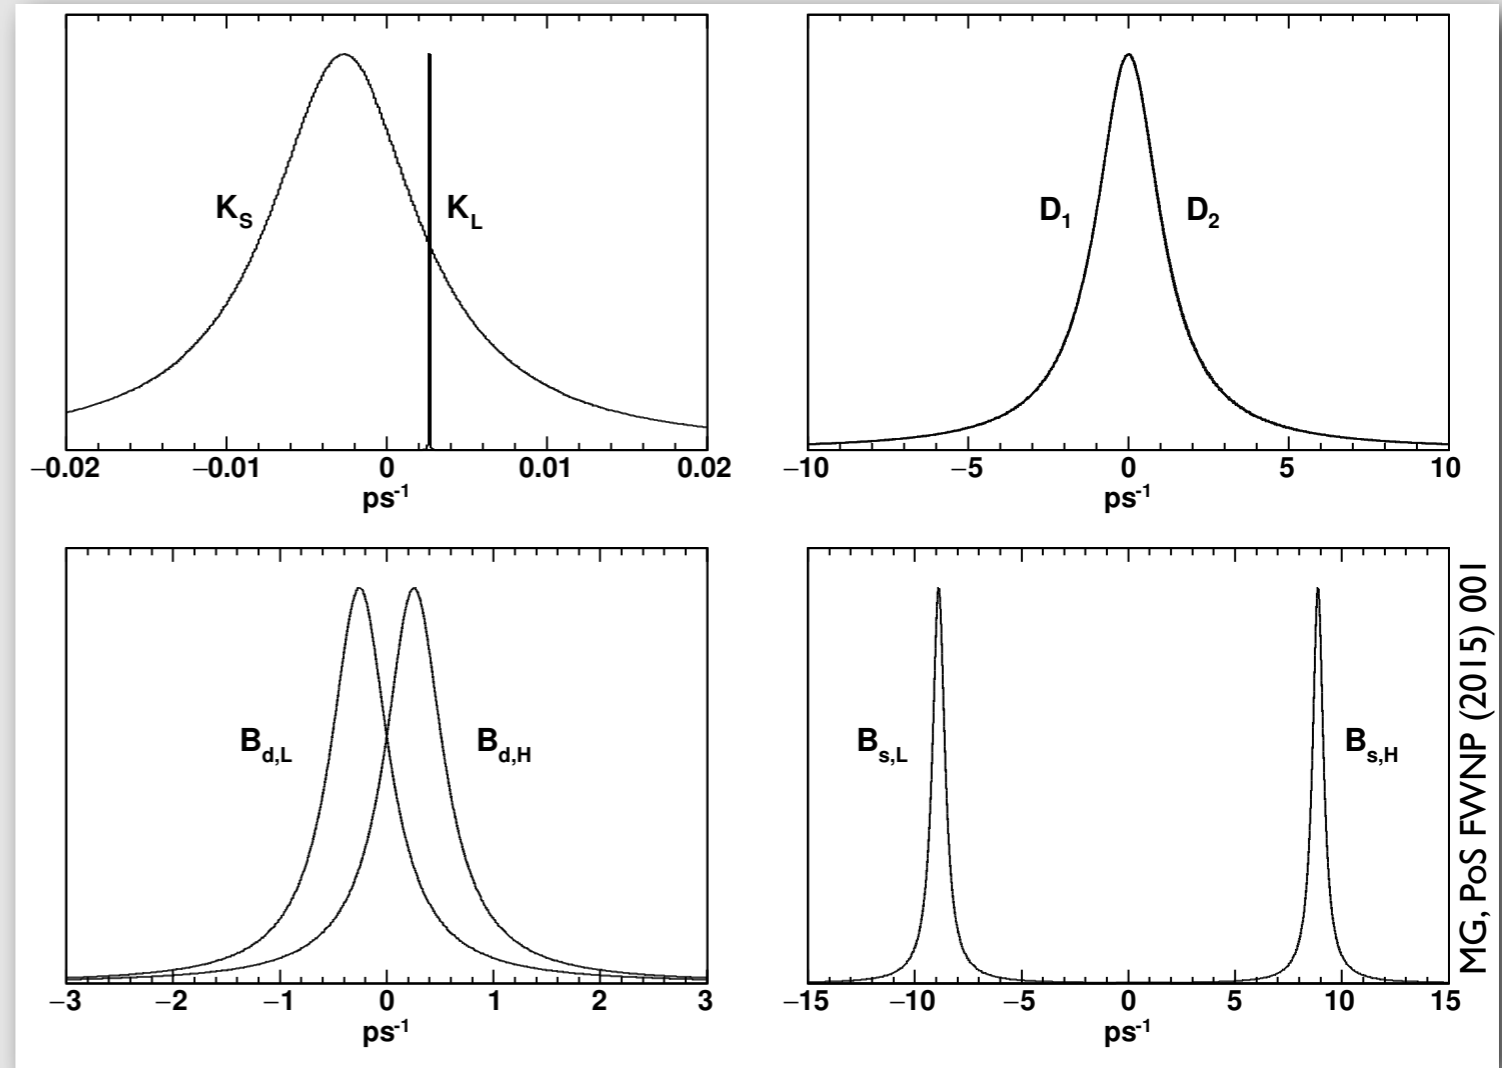 K_S K_L
−0.02 −0.01 0 0.01 0.02
ps⁻¹
D_1 D_2
−10 −5 0 5 10
ps⁻¹
B_d,L B_d,H
−3 −2 −1 0 1 2 3
ps⁻¹
B_s,L B_s,H
−15 −10 −5 0 5 10 15
ps⁻¹
MG, PoS FWNP (2015) 001